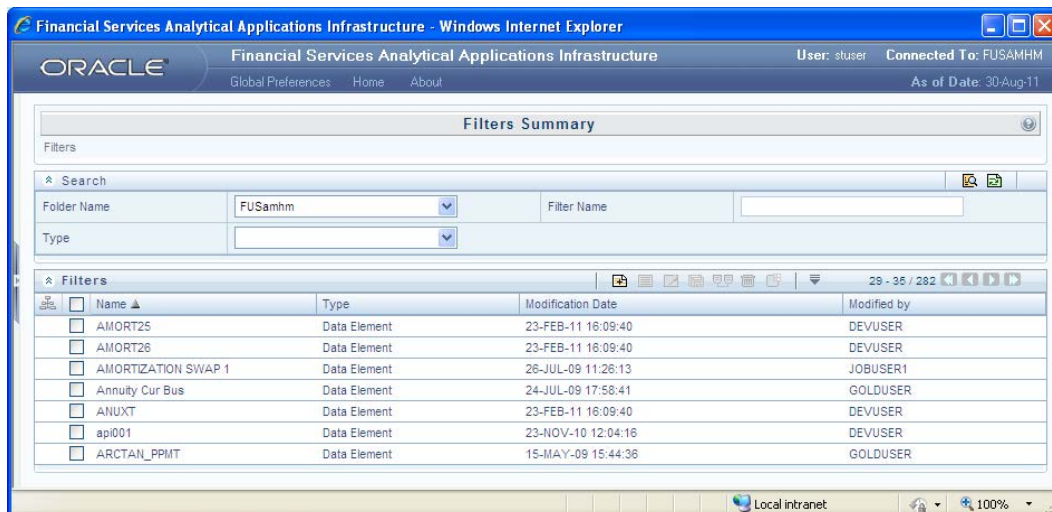 Financial Services Analytical Applications Infrastructure - Windows Internet Explorer
ORACLE
Financial Services Analytical Applications Infrastructure
User: stuser Connected To: FUSAMHM
Global Preferences Home About
As of Date: 30-Aug-11
Filters Summary
Filters
Search
Folder Name FUSamhm Filter Name
Type
Filters 29 - 35 / 282
Name Type Modification Date Modified by
AMORT25 Data Element 23-FEB-11 16:09:40 DEVUSER
AMORT26 Data Element 23-FEB-11 16:09:40 DEVUSER
AMORTIZATION SWAP 1 Data Element 26-JUL-09 11:26:13 JOBUSER1
Annuity Cur Bus Data Element 24-JUL-09 17:58:41 GOLDUSER
ANUXT Data Element 23-FEB-11 16:09:40 DEVUSER
api001 Data Element 23-NOV-10 12:04:16 DEVUSER
ARCTAN_PPMT Data Element 15-MAY-09 15:44:36 GOLDUSER
Local intranet 100%